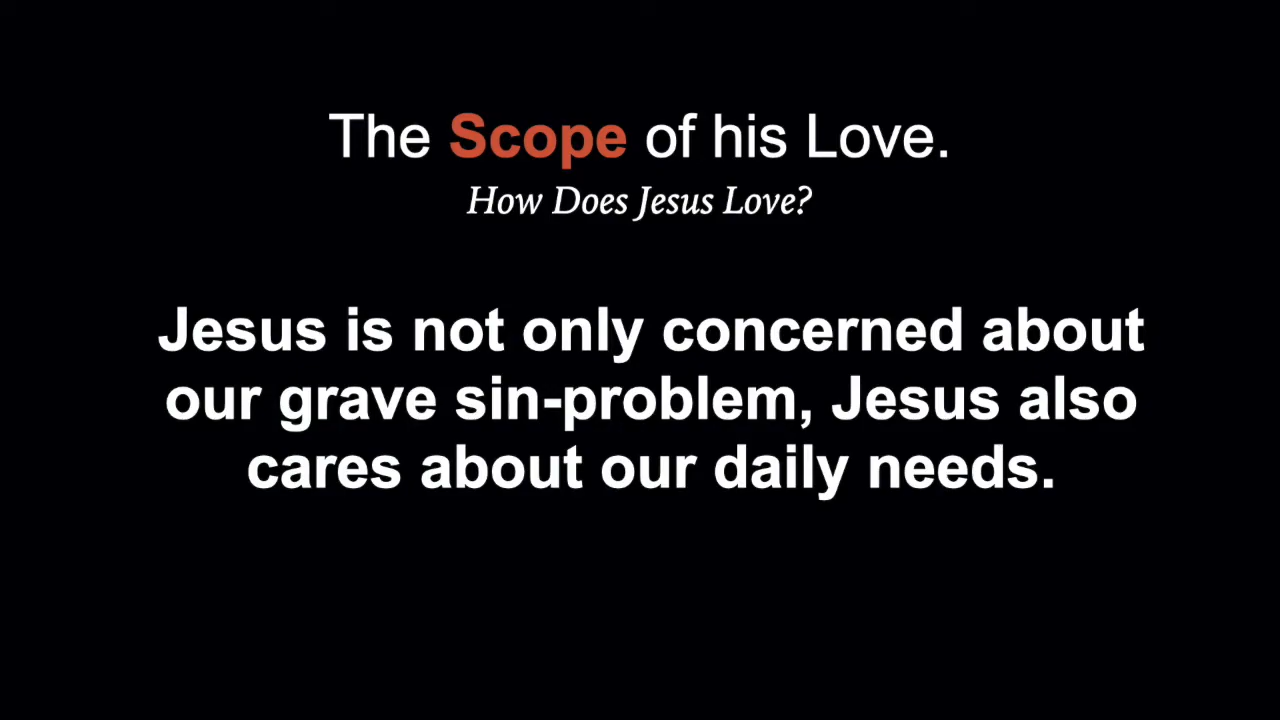 The Scope of his Love.
How Does Jesus Love?
Jesus is not only concerned about
our grave sin-problem, Jesus also
cares about our daily needs.